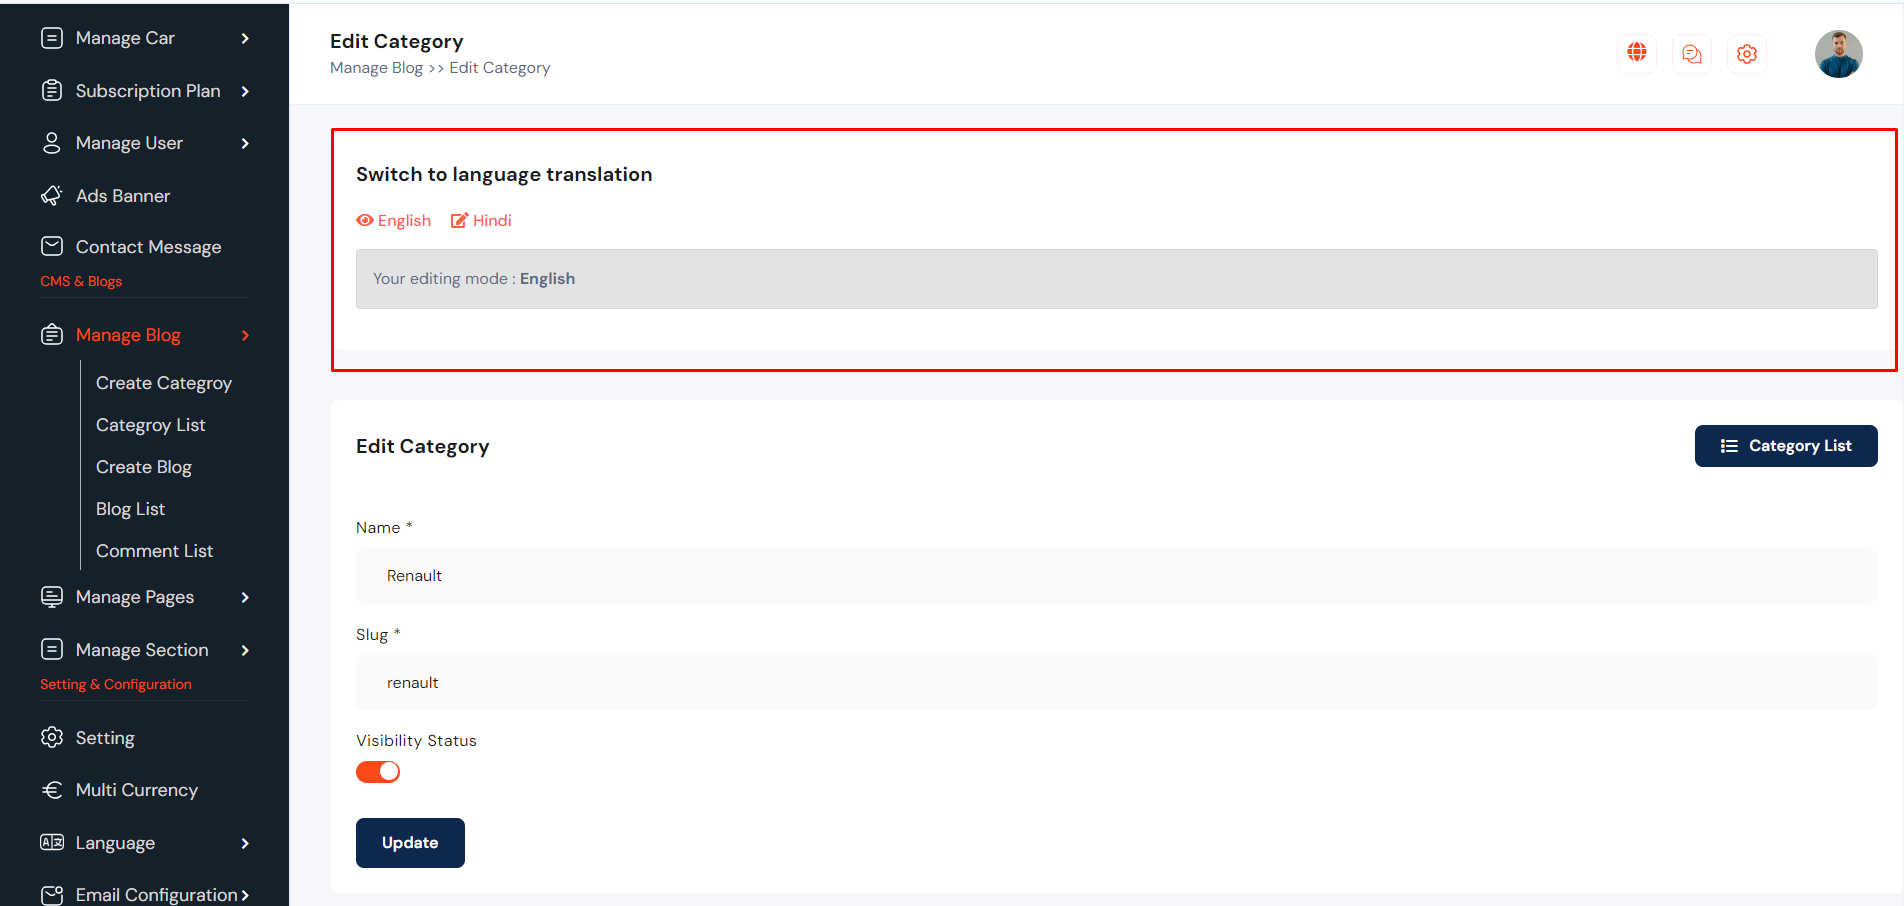 Manage Car
Subscription Plan
Manage User
Ads Banner
Contact Message
CMS & Blogs
Manage Blog
Create Categroy
Categroy List
Create Blog
Blog List
Comment List
Manage Pages
Manage Section
Setting & Configuration
Setting
Multi Currency
Language
Email Configuration
Edit Category
Manage Blog >> Edit Category
Switch to language translation
English Hindi
Your editing mode : English
Edit Category
Category List
Name *
Renault
Slug *
renault
Visibility Status
Update